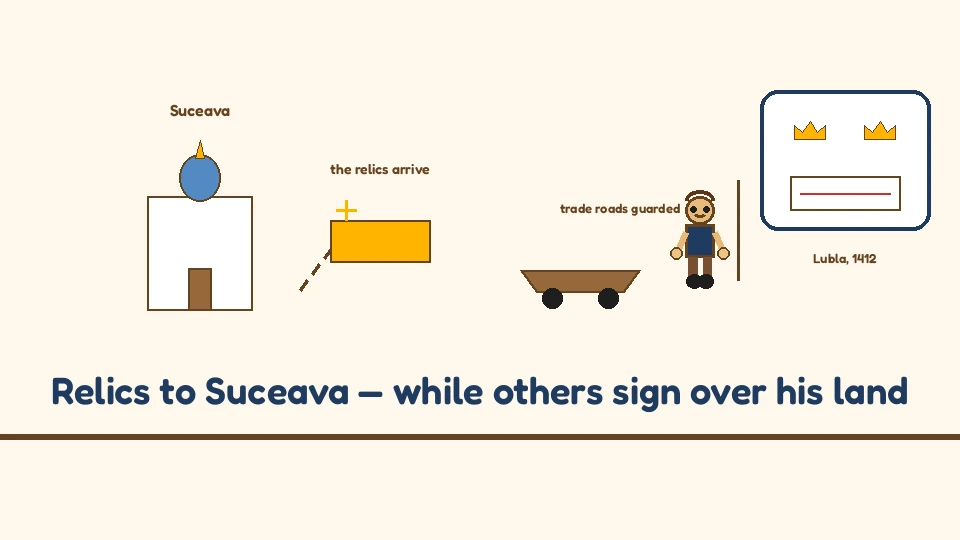 Suceava
the relics arrive
trade roads guarded
Lubla, 1412
Relics to Suceava — while others sign over his land